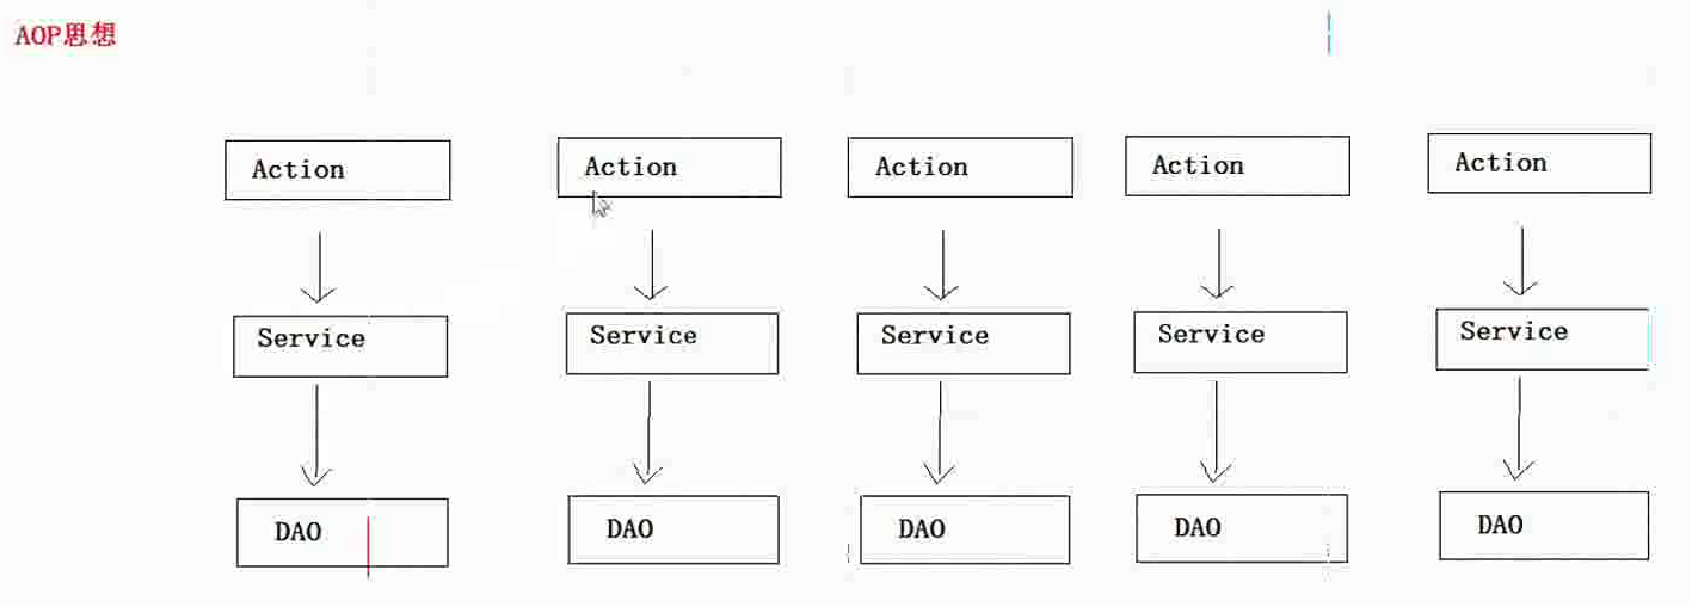 AOP思想
Action Action Action Action Action
Service Service Service Service Service
DAO DAO DAO DAO DAO